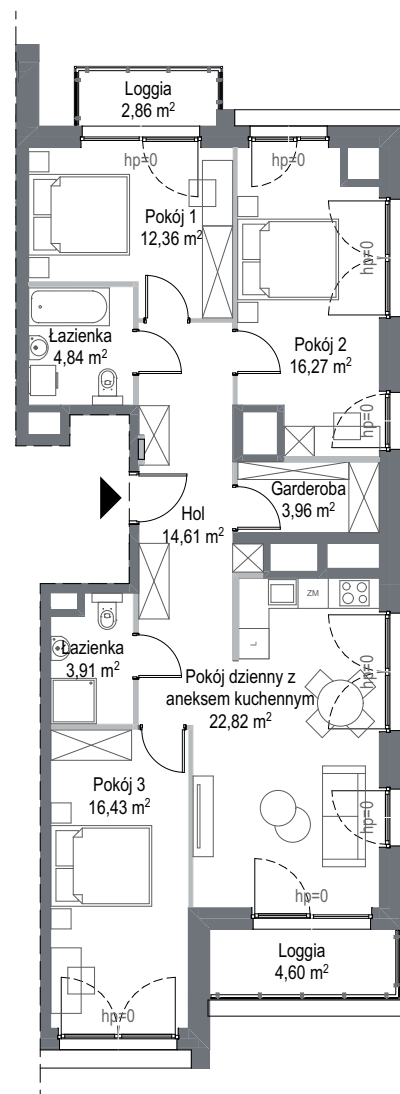 Loggia
2,86 m²
hp=0
hp=0
Pokój 1
12,36 m²
hp=0
Łazienka
4,84 m²
Pokój 2
16,27 m²
hp=0
Garderoba
3,96 m²
Hol
14,61 m²
ZM
L
Łazienka
3,91 m²
Pokój dzienny z
aneksem kuchennym
22,82 m²
hp=0
Pokój 3
16,43 m²
hp=0
hp=0
Loggia
4,60 m²
hp=0